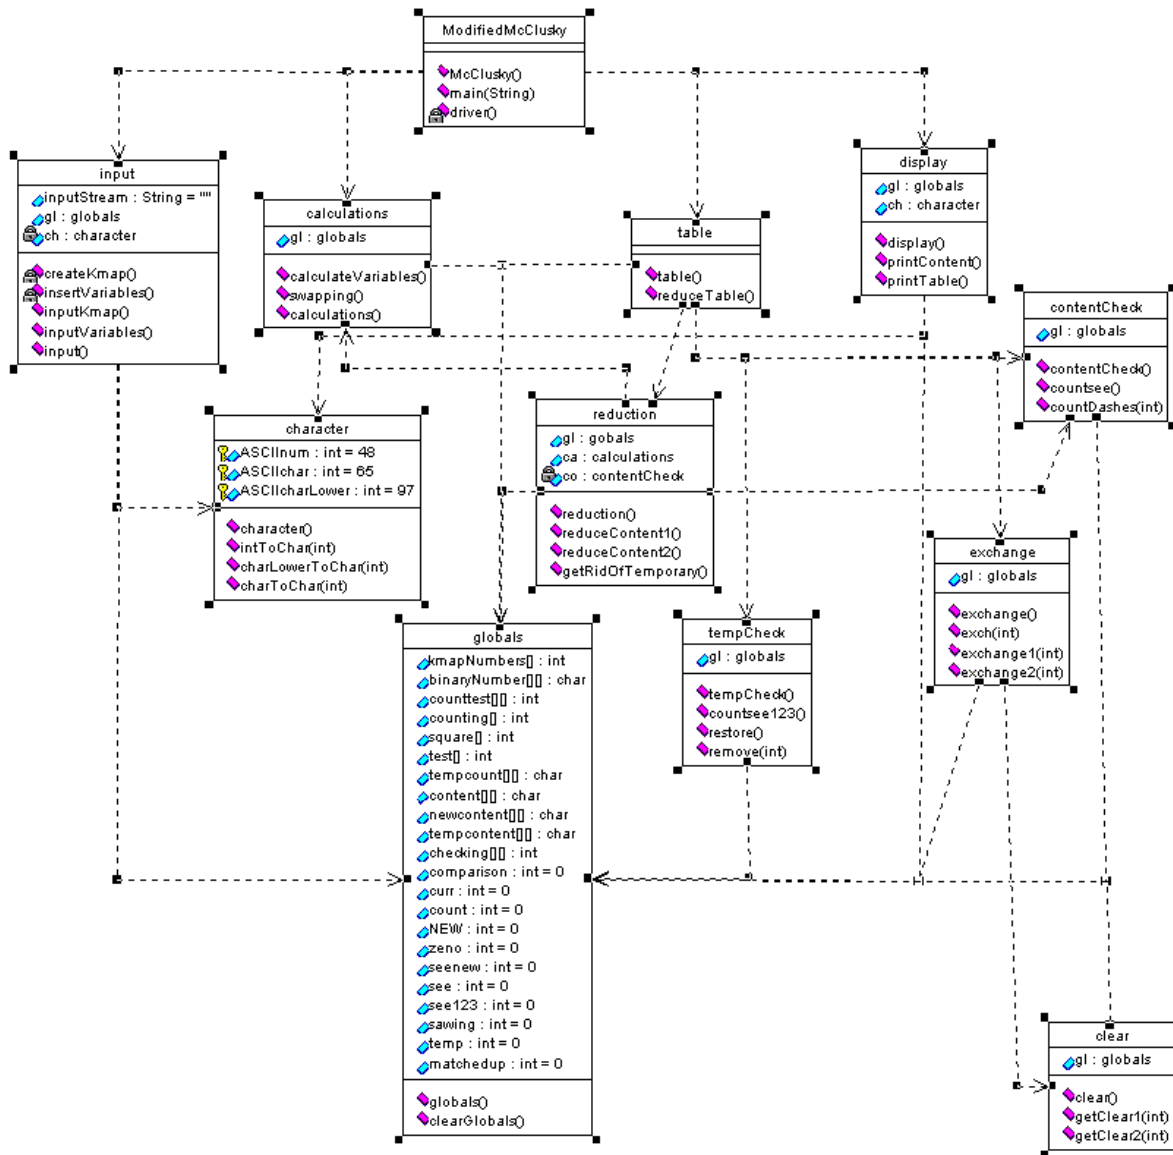 ModifiedMcClusky
McClusky()
main(String)
driver()
input
inputStream : String = ""
gl : globals
ch : character
createKmap()
insertVariables()
inputKmap()
inputVariables()
input()
calculations
gl : globals
calculateVariables()
swapping()
calculations()
table
table()
reduceTable()
display
gl : globals
ch : character
display()
printContent()
printTable()
contentCheck
gl : globals
contentCheck()
countsee()
countDashes(int)
character
ASCIInum : int = 48
ASCIIchar : int = 65
ASCIIcharLower : int = 97
character()
intToChar(int)
charLowerToChar(int)
charToChar(int)
reduction
gl : gobals
ca : calculations
co : contentCheck
reduction()
reduceContent1()
reduceContent2()
getRidOfTemporary()
exchange
gl : globals
exchange()
exch(int)
exchange1(int)
exchange2(int)
globals
kmapNumbers[] : int
binaryNumber[][] : char
counttest[][] : int
counting[] : int
square[] : int
test[] : int
tempcount[][] : char
content[][] : char
newcontent[][] : char
tempcontent[][] : char
checking[][] : int
comparison : int = 0
curr : int = 0
count : int = 0
NEW : int = 0
zeno : int = 0
seenew : int = 0
see : int = 0
see123 : int = 0
sawing : int = 0
temp : int = 0
matchedup : int = 0
globals()
clearGlobals()
tempCheck
gl : globals
tempCheck()
countsee123()
restore()
remove(int)
clear
gl : globals
clear()
getClear1(int)
getClear2(int)